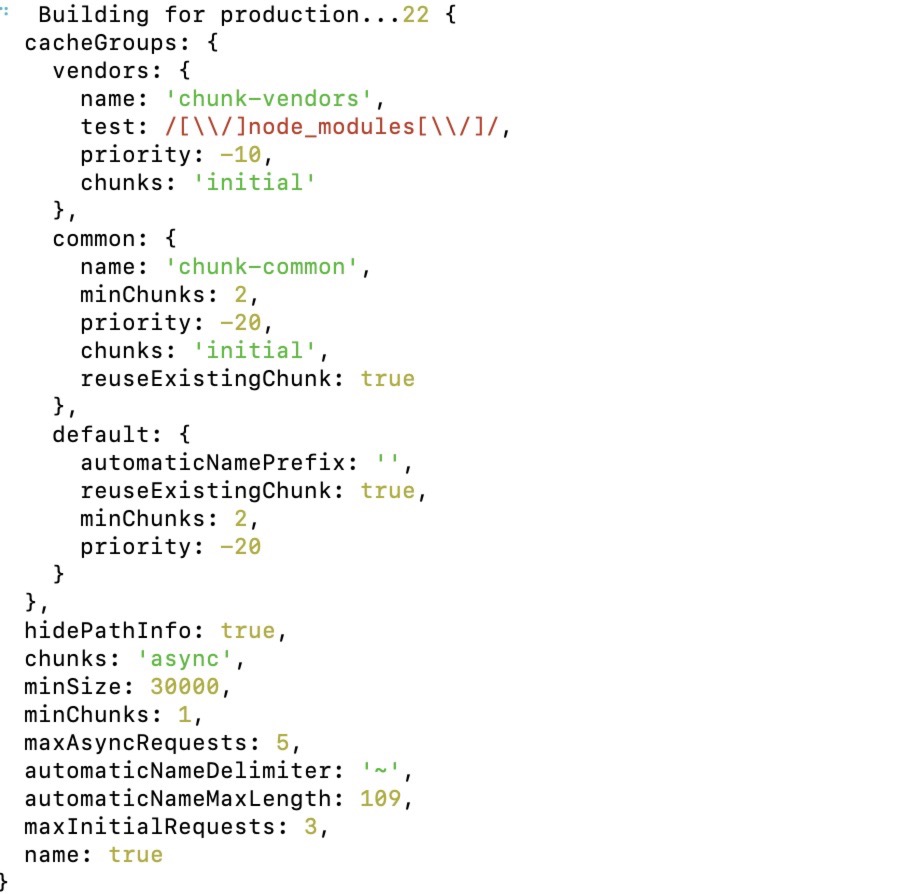 Building for production...22 {
cacheGroups: {
vendors: {
name: 'chunk-vendors',
test: /[\\/]node_modules[\\/]/,
priority: -10,
chunks: 'initial'
},
common: {
name: 'chunk-common',
minChunks: 2,
priority: -20,
chunks: 'initial',
reuseExistingChunk: true
},
default: {
automaticNamePrefix: '',
reuseExistingChunk: true,
minChunks: 2,
priority: -20
}
},
hidePathInfo: true,
chunks: 'async',
minSize: 30000,
minChunks: 1,
maxAsyncRequests: 5,
automaticNameDelimiter: '~',
automaticNameMaxLength: 109,
maxInitialRequests: 3,
name: true
}